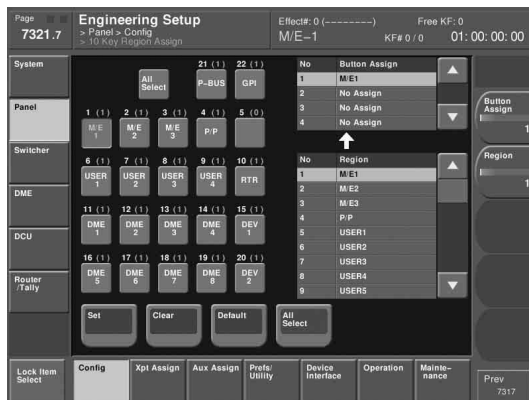 Page
7321.7
Engineering Setup
> Panel > Config
> 10 Key Region Assign
Effect#: 0 (--------)
Free KF: 0
M/E-1
KF# 0 / 0
01: 00: 00: 00
System
Panel
Switcher
DME
DCU
Router /Tally
All Select
21 (1) 22 (1)
P-BUS GPI
1 (1) 2 (1) 3 (1) 4 (1) 5 (0)
M/E 1 M/E 2 M/E 3 P/P
6 (1) 7 (1) 8 (1) 9 (1) 10 (1)
USER 1 USER 2 USER 3 USER 4 RTR
11 (1) 12 (1) 13 (1) 14 (1) 15 (1)
DME 1 DME 2 DME 3 DME 4 DEV 1
16 (1) 17 (1) 18 (1) 19 (1) 20 (1)
DME 5 DME 6 DME 7 DME 8 DEV 2
No Button Assign
1 M/E1
2 No Assign
3 No Assign
4 No Assign
No Region
1 M/E1
2 M/E2
3 M/E3
4 P/P
5 USER1
6 USER2
7 USER3
8 USER4
9 USER5
Button Assign
1
Region
1
Set
Clear
Default
All Select
Lock Item Select
Config
Xpt Assign
Aux Assign
Prefs/ Utility
Device Interface
Operation
Mainte- nance
Prev
7317